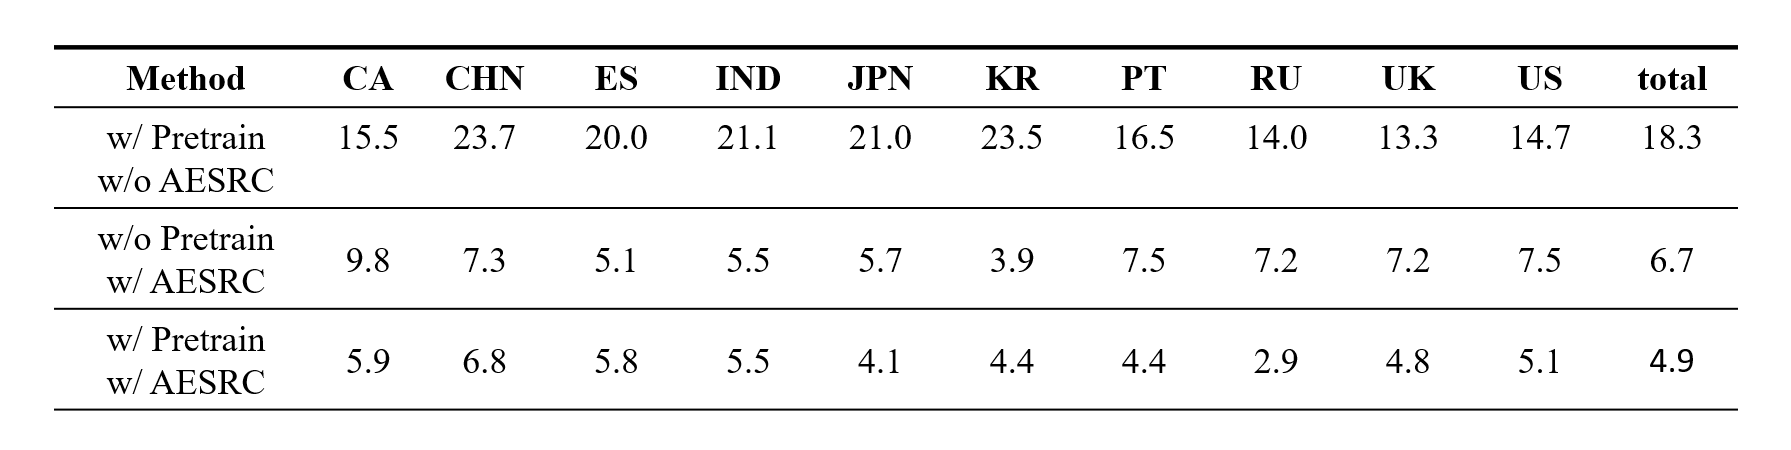 Method CA CHN ES IND JPN KR PT RU UK US total
w/ Pretrain 15.5 23.7 20.0 21.1 21.0 23.5 16.5 14.0 13.3 14.7 18.3
w/o AESRC
w/o Pretrain
9.8 7.3 5.1 5.5 5.7 3.9 7.5 7.2 7.2 7.5 6.7
w/ AESRC
w/ Pretrain
5.9 6.8 5.8 5.5 4.1 4.4 4.4 2.9 4.8 5.1 4.9
w/ AESRC